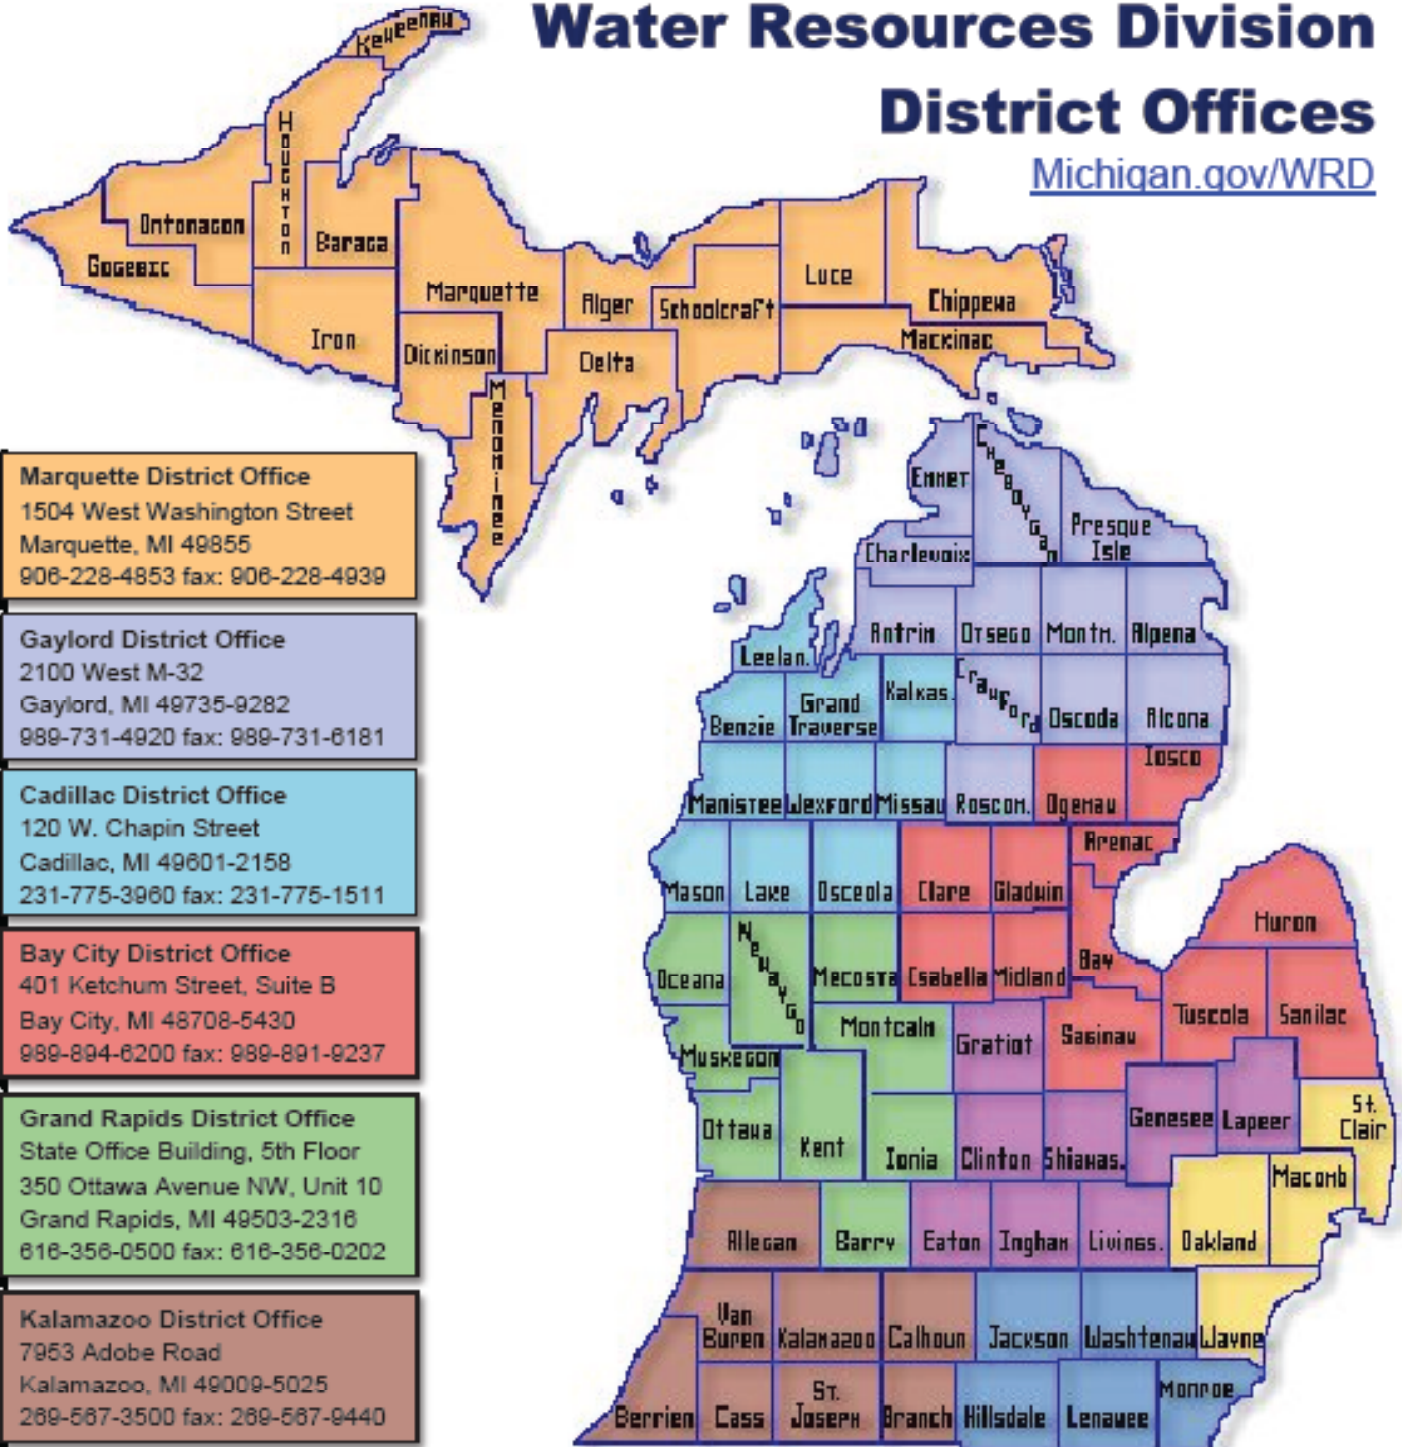 Water Resources Division
District Offices
Michigan.gov/WRD
Keweenaw
Houghton
Ontonagon
Baraga
Gogebic
Marquette
Alger
Schoolcraft
Luce
Chippewa
Iron
Dickinson
Delta
Mackinac
Menominee
Marquette District Office
1504 West Washington Street
Marquette, MI 49855
906-228-4853 fax: 906-228-4939
Gaylord District Office
2100 West M-32
Gaylord, MI 49735-9282
989-731-4920 fax: 989-731-6181
Cadillac District Office
120 W. Chapin Street
Cadillac, MI 49601-2158
231-775-3960 fax: 231-775-1511
Bay City District Office
401 Ketchum Street, Suite B
Bay City, MI 48708-5430
989-894-6200 fax: 989-891-9237
Grand Rapids District Office
State Office Building, 5th Floor
350 Ottawa Avenue NW, Unit 10
Grand Rapids, MI 49503-2316
616-356-0500 fax: 616-356-0202
Kalamazoo District Office
7953 Adobe Road
Kalamazoo, MI 49009-5025
269-567-3500 fax: 269-567-9440
Emmet
Cheboygan
Presque
Isle
Charlevoix
Antrim
Otsego
Montm.
Alpena
Leelan.
Grand
Traverse
Kalkas.
Crawford
Oscoda
Alcona
Benzie
Manistee
Wexford
Missau
Roscom.
Ogemaw
Iosco
Arenac
Mason
Lake
Osceola
Clare
Gladwin
Huron
Oceana
Newaygo
Mecosta
Csabella
Midland
Bay
Tuscola
Sanilac
Muskegon
Montcalm
Gratiot
Saginaw
Ottawa
Kent
Ionia
Clinton
Shiawas.
Genesee
Lapeer
St.
Clair
Allegan
Barry
Eaton
Ingham
Livings.
Oakland
Macomb
Van
Buren
Kalamazoo
Calhoun
Jackson
Washtenaw
Wayne
Berrien
Cass
St.
Joseph
Branch
Hillsdale
Lenawee
Monroe